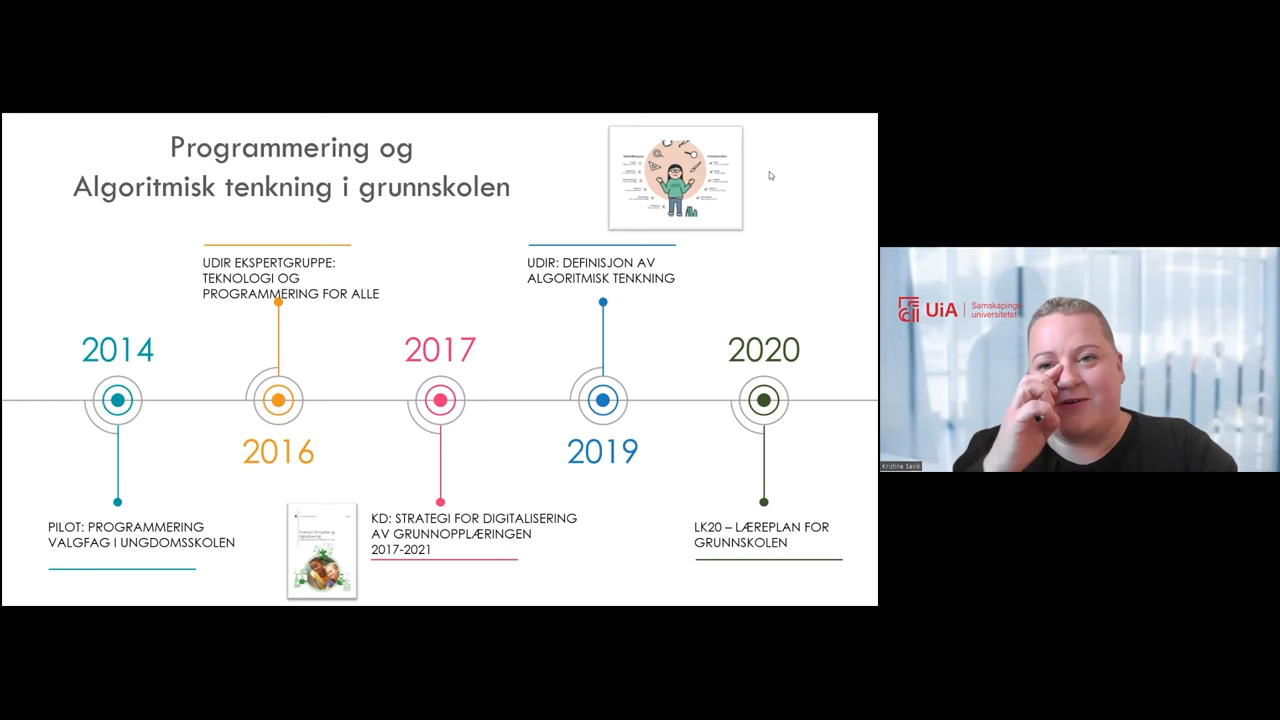 Programmering og
Algoritmisk tenkning i grunnskolen
UDIR EKSPERTGRUPPE:
TEKNOLOGI OG
PROGRAMMERING FOR ALLE
UDIR: DEFINISJON AV
ALGORITMISK TENKNING
2014
2016
2017
2019
2020
PILOT: PROGRAMMERING
VALGFAG I UNGDOMSSKOLEN
KD: STRATEGI FOR DIGITALISERING
AV GRUNNOPPLÆRINGEN
2017-2021
LK20 – LÆREPLAN FOR
GRUNNSKOLEN
UiA
Samskapings-
universitetet
Kristine Sevik